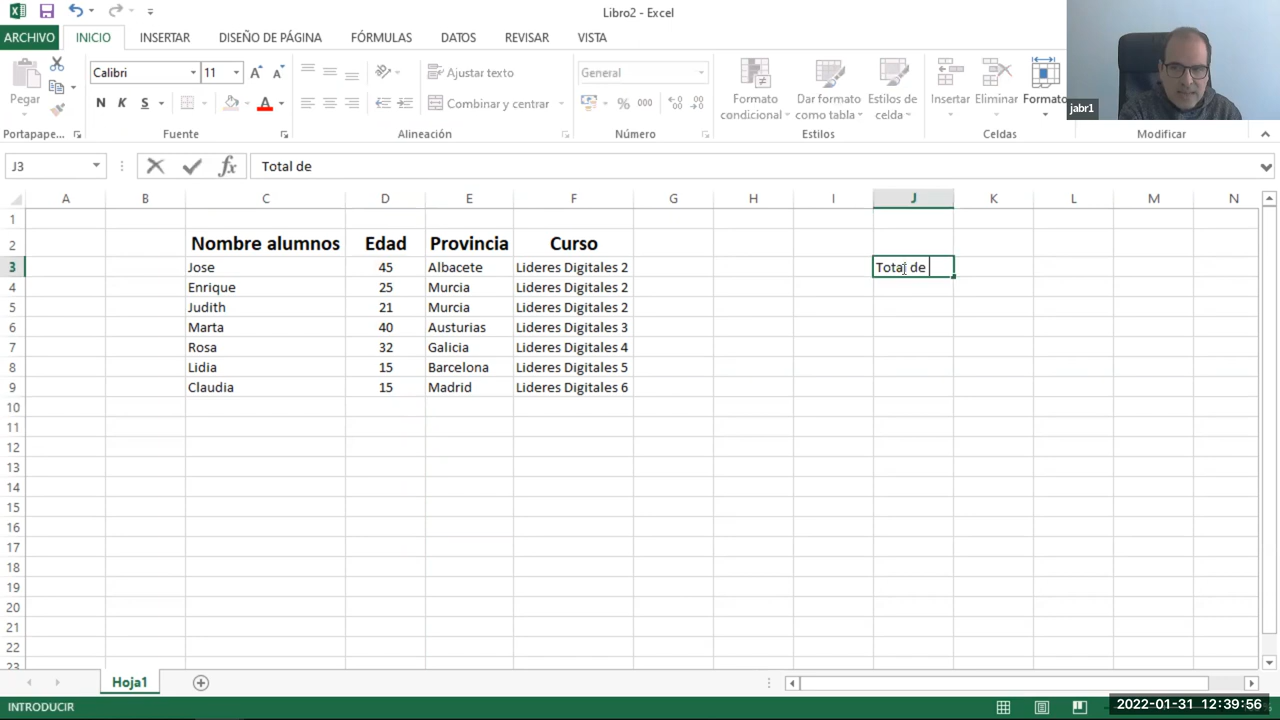 Libro2 - Excel
ARCHIVO INICIO INSERTAR DISEÑO DE PÁGINA FÓRMULAS DATOS REVISAR VISTA
Pegar
Calibri 11
N K S A
Ajustar texto
Combinar y centrar
General
% 000
Formato condicional
Dar formato como tabla
Estilos de celda
Insertar
Eliminar
Formato
jabr1
Portapape... Fuente Alineación Número Estilos Celdas Modificar
J3 fx Total de
A B C D E F G H I J K L M N
1
2 Nombre alumnos Edad Provincia Curso
3 Jose 45 Albacete Lideres Digitales 2 Total de
4 Enrique 25 Murcia Lideres Digitales 2
5 Judith 21 Murcia Lideres Digitales 2
6 Marta 40 Austurias Lideres Digitales 3
7 Rosa 32 Galicia Lideres Digitales 4
8 Lidia 15 Barcelona Lideres Digitales 5
9 Claudia 15 Madrid Lideres Digitales 6
10
11
12
13
14
15
16
17
18
19
20
21
22
23
Hoja1
INTRODUCIR
2022-01-31 12:39:56
%